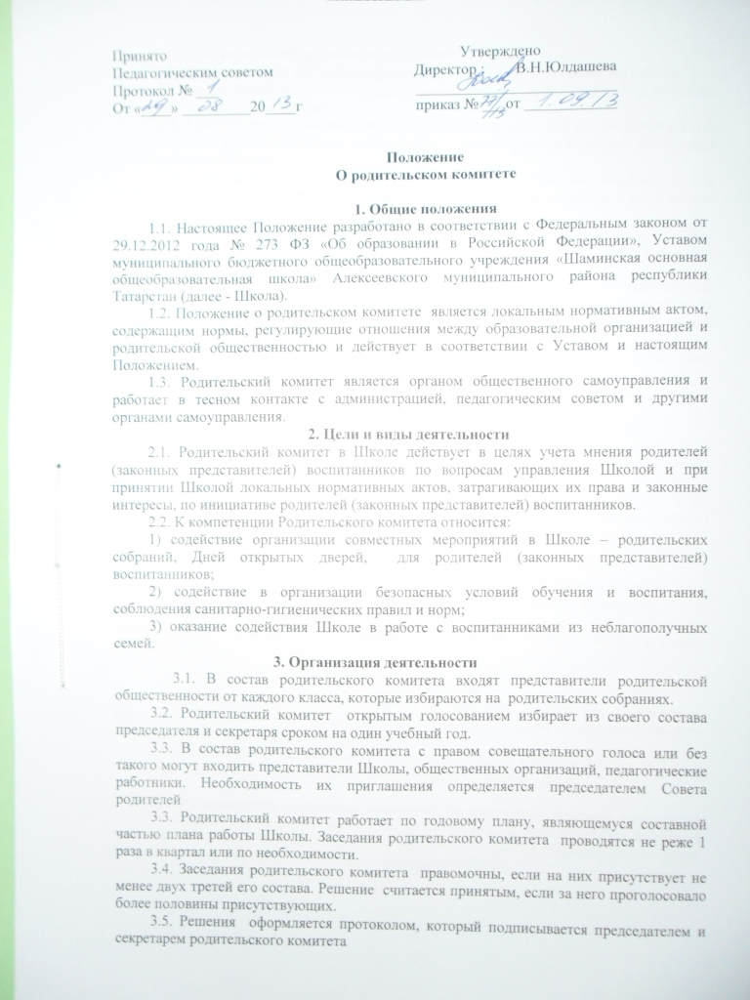 Принято
Педагогическим советом
Протокол № 1
От «29» 08 2013г
Утверждено
Директор: В.Н.Юлдашева
приказ № от 1.09.13
Положение
О родительском комитете
1. Общие положения
1.1. Настоящее Положение разработано в соответствии с Федеральным законом от
29.12.2012 года № 273 ФЗ «Об образовании в Российской Федерации», Уставом
муниципального бюджетного общеобразовательного учреждения «Шаминская основная
общеобразовательная школа» Алексеевского муниципального района республики
Татарстан (далее - Школа).
1.2. Положение о родительском комитете является локальным нормативным актом,
содержащим нормы, регулирующие отношения между образовательной организацией и
родительской общественностью и действует в соответствии с Уставом и настоящим
Положением.
1.3. Родительский комитет является органом общественного самоуправления и
работает в тесном контакте с администрацией, педагогическим советом и другими
органами самоуправления.
2. Цели и виды деятельности
2.1. Родительский комитет в Школе действует в целях учета мнения родителей
(законных представителей) воспитанников по вопросам управления Школой и при
принятии Школой локальных нормативных актов, затрагивающих их права и законные
интересы, по инициативе родителей (законных представителей) воспитанников.
2.2. К компетенции Родительского комитета относится:
1) содействие организации совместных мероприятий в Школе – родительских
собраний, Дней открытых дверей, для родителей (законных представителей)
воспитанников;
2) содействие в организации безопасных условий обучения и воспитания,
соблюдения санитарно-гигиенических правил и норм;
3) оказание содействия Школе в работе с воспитанниками из неблагополучных
семей.
3. Организация деятельности
3.1. В состав родительского комитета входят представители родительской
общественности от каждого класса, которые избираются на родительских собраниях.
3.2. Родительский комитет открытым голосованием избирает из своего состава
председателя и секретаря сроком на один учебный год.
3.3. В состав родительского комитета с правом совещательного голоса или без
такого могут входить представители Школы, общественных организаций, педагогические
работники. Необходимость их приглашения определяется председателем Совета
родителей
3.3. Родительский комитет работает по годовому плану, являющемуся составной
частью плана работы Школы. Заседания родительского комитета проводятся не реже 1
раза в квартал или по необходимости.
3.4. Заседания родительского комитета правомочны, если на них присутствует не
менее двух третей его состава. Решение считается принятым, если за него проголосовало
более половины присутствующих.
3.5. Решения оформляется протоколом, который подписывается председателем и
секретарем родительского комитета